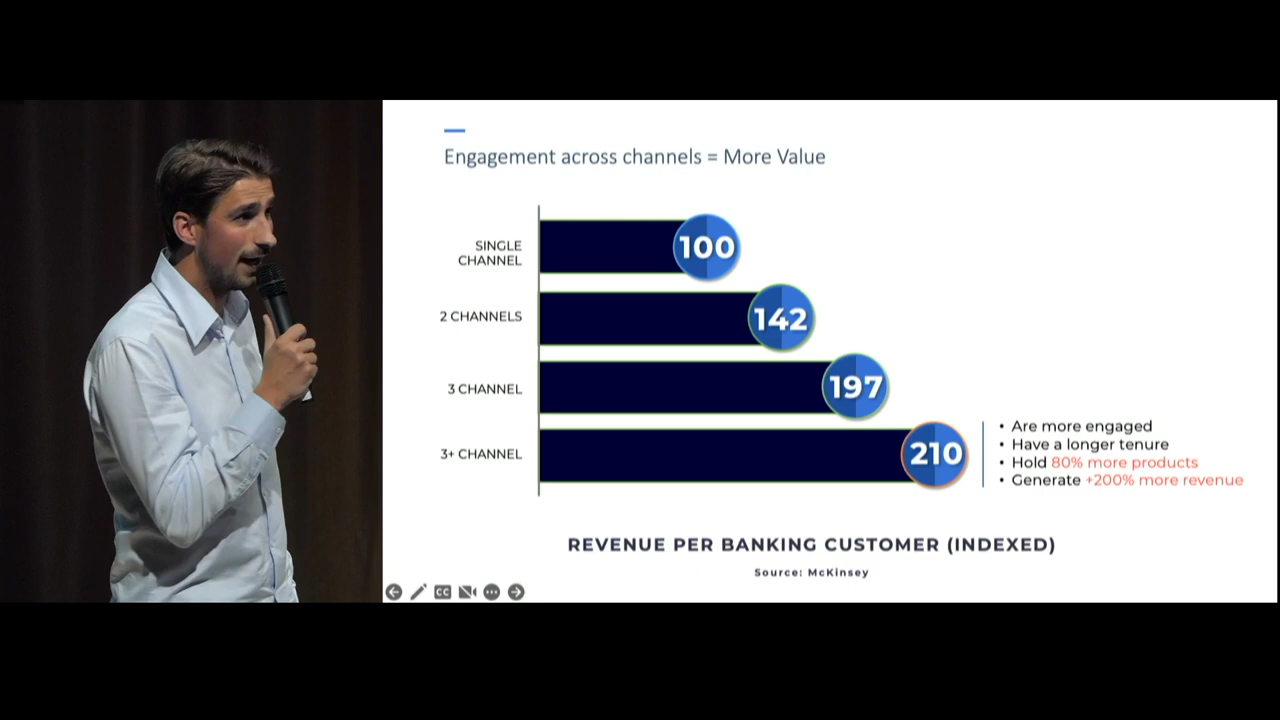 Engagement across channels = More Value
SINGLE
CHANNEL
100
2 CHANNELS
142
3 CHANNEL
197
3+ CHANNEL
210
• Are more engaged
• Have a longer tenure
• Hold 80% more products
• Generate +200% more revenue
REVENUE PER BANKING CUSTOMER (INDEXED)
Source: McKinsey
CC